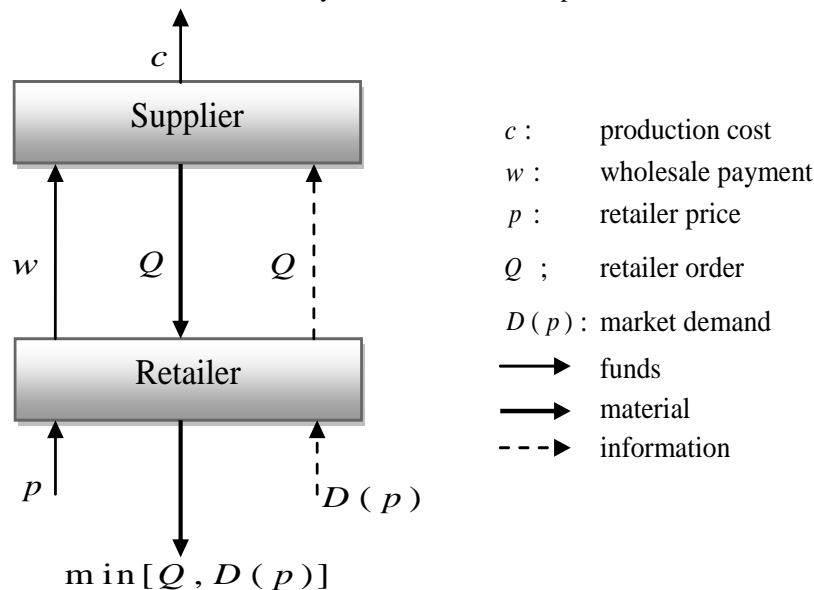 c
Supplier
w
Q
Q
Retailer
p
D ( p )
min[Q , D ( p )]
c : production cost
w : wholesale payment
p : retailer price
Q ; retailer order
D ( p ) : market demand
funds
material
information